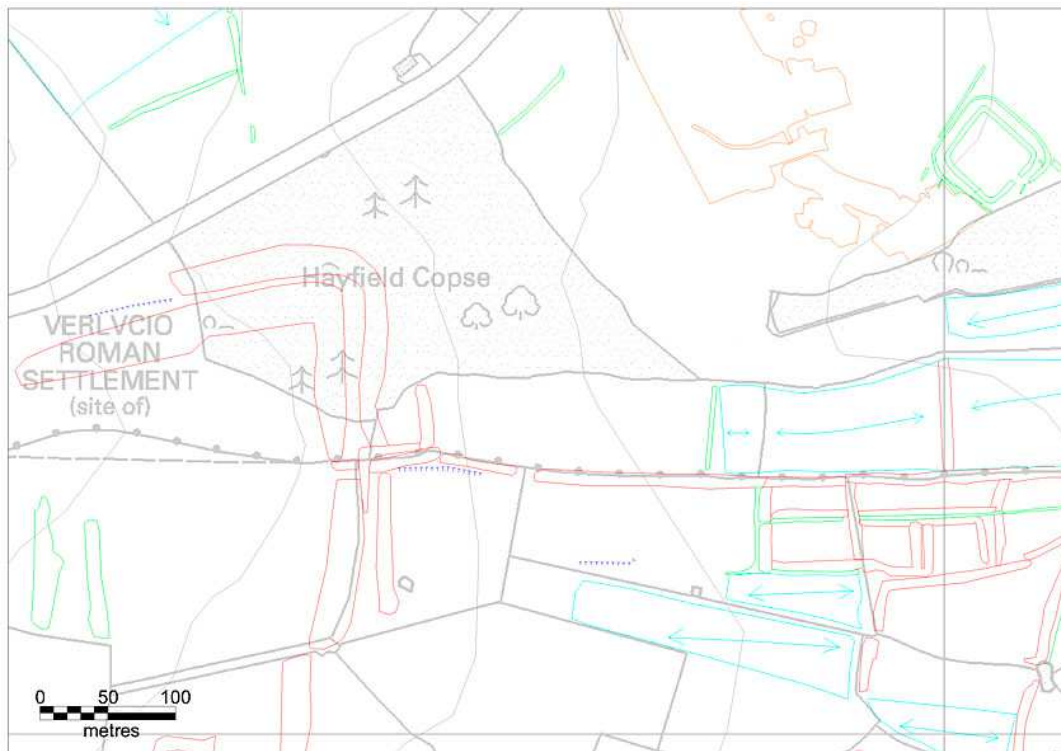 Hayfield Copse
VERLVCIO
ROMAN
SETTLEMENT
(site of)
0 50 100
metres